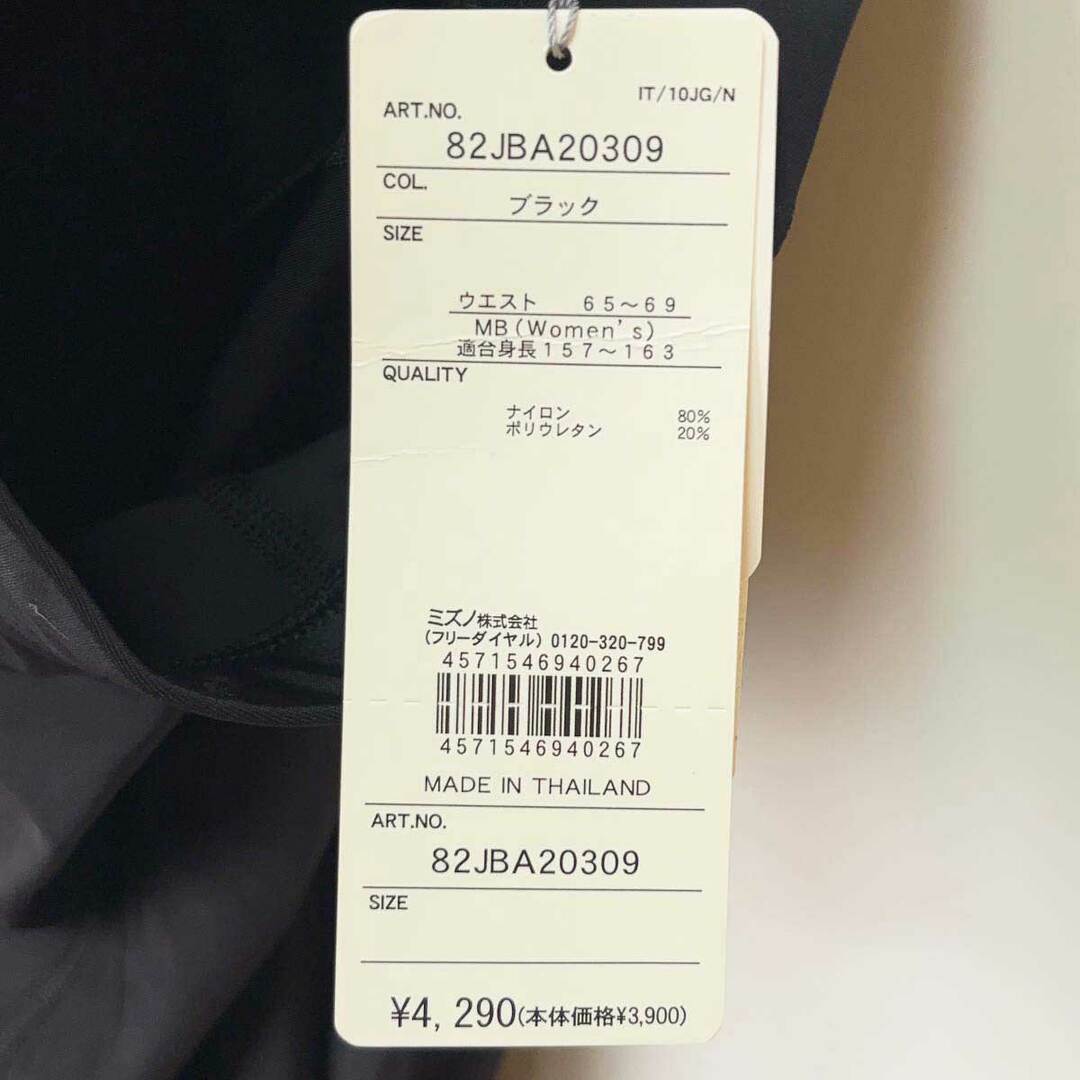 IT/10JG/N
ART.NO.
82JBA20309
COL.
ブラック
SIZE
ウエスト 65～69
MB(Women's)
適合身長157～163
QUALITY
ナイロン 80%
ポリウレタン 20%
ミズノ株式会社
(フリーダイヤル) 0120-320-799
4571546940267
4571546940267
MADE IN THAILAND
ART.NO.
82JBA20309
SIZE
¥4, 290(本体価格¥3,900)